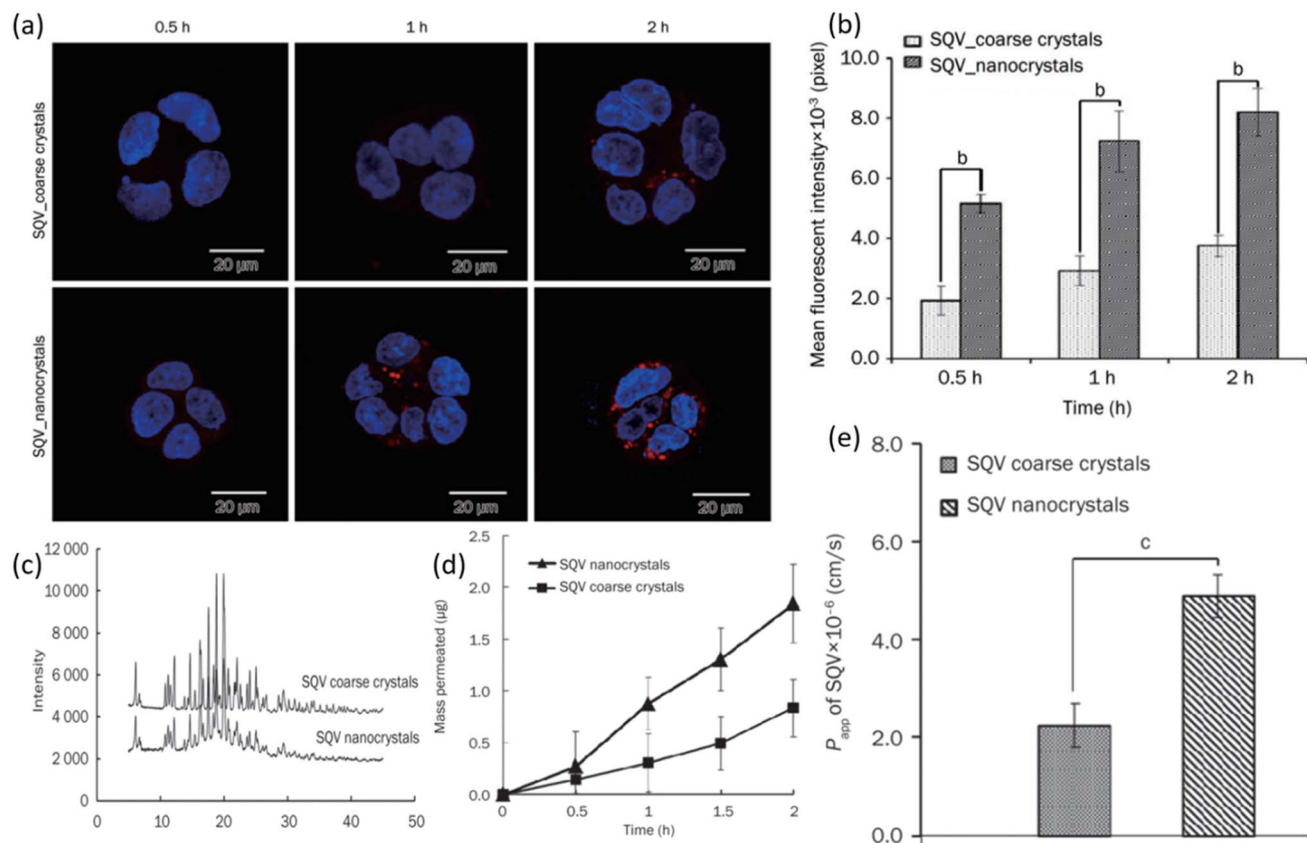 (a)
0.5 h
1 h
2 h
SQV_coarse crystals
20 µm
20 µm
20 µm
SQV_nanocrystals
20 µm
20 µm
20 µm
(b)
SQV_coarse crystals
SQV_nanocrystals
Mean fluorescent intensity×10⁻³ (pixel)
10.0
8.0
6.0
4.0
2.0
0.0
b
b
b
0.5 h
1 h
2 h
Time (h)
(c)
Intensity
12 000
10 000
8 000
6 000
4 000
2 000
0
SQV coarse crystals
SQV nanocrystals
0
10
20
30
40
50
(d)
Mass permeated (µg)
2.5
2.0
1.5
1.0
0.5
0.0
SQV nanocrystals
SQV coarse crystals
0
0.5
1
1.5
2
Time (h)
(e)
P_app of SQV×10⁻⁶ (cm/s)
8.0
6.0
4.0
2.0
0.0
SQV coarse crystals
SQV nanocrystals
c